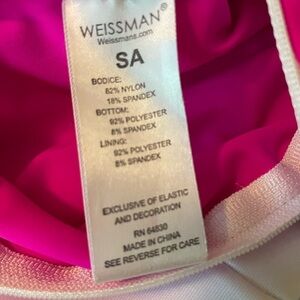 WEISSMAN®
Weissmans.com
SA
BODICE:
82% NYLON
18% SPANDEX
BOTTOM:
92% POLYESTER
8% SPANDEX
LINING:
92% POLYESTER
8% SPANDEX
EXCLUSIVE OF ELASTIC
AND DECORATION
RN 64830
MADE IN CHINA
SEE REVERSE FOR CARE